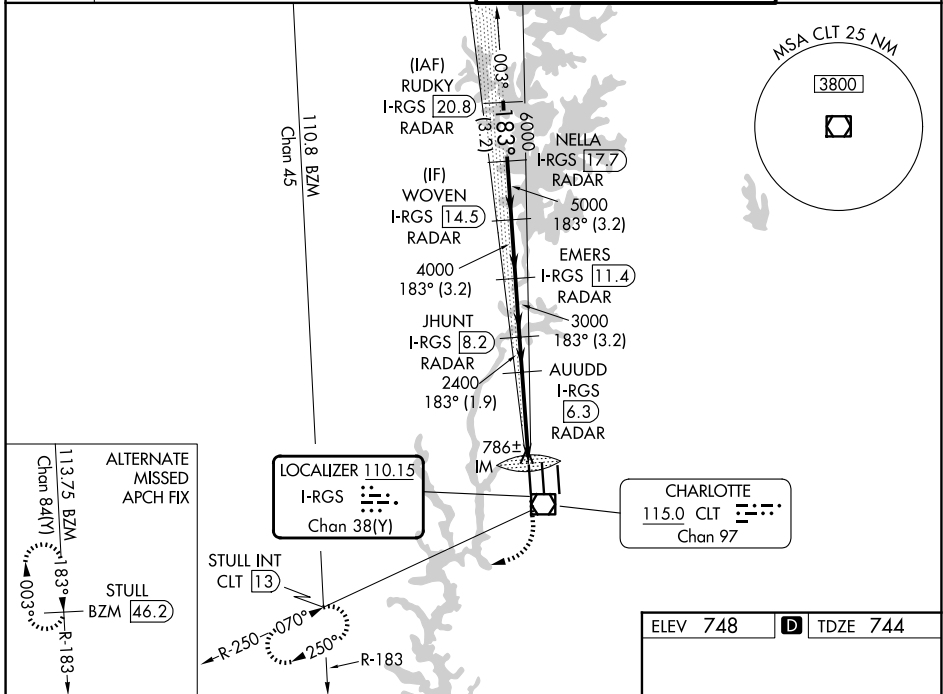 (IAF)
RUDKY
I-RGS 20.8
RADAR
003°
183°
(3.2)
6000
NELLA
I-RGS 17.7
RADAR
5000
183° (3.2)
(IF)
WOVEN
I-RGS 14.5
RADAR
4000
183° (3.2)
EMERS
I-RGS 11.4
RADAR
3000
183° (3.2)
JHUNT
I-RGS 8.2
RADAR
2400
183° (1.9)
AUUDD
I-RGS
6.3
RADAR
786±
IM
110.8 BZM
Chan 45
MSA CLT 25 NM
3800
ALTERNATE
MISSED
APCH FIX
113.75 BZM
Chan 84(Y)
183°
003°
STULL
BZM 46.2
R-183
LOCALIZER 110.15
I-RGS
Chan 38(Y)
CHARLOTTE
115.0 CLT
Chan 97
STULL INT
CLT 13
R-250
070°
250°
R-183
ELEV 748 D TDZE 744